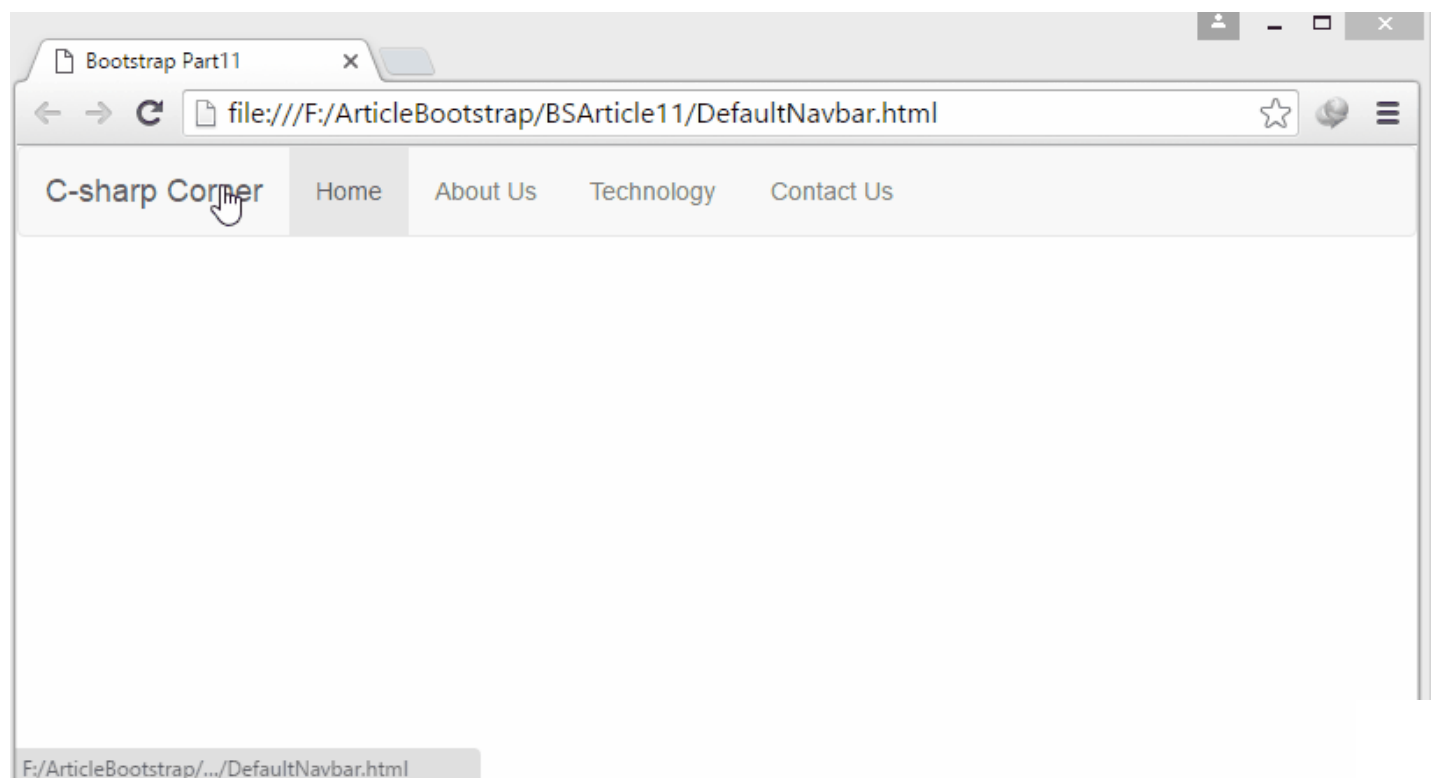 Bootstrap Part11
file:///F:/ArticleBootstrap/BSArticle11/DefaultNavbar.html
C-sharp Corner Home About Us Technology Contact Us
F:/ArticleBootstrap/.../DefaultNavbar.html